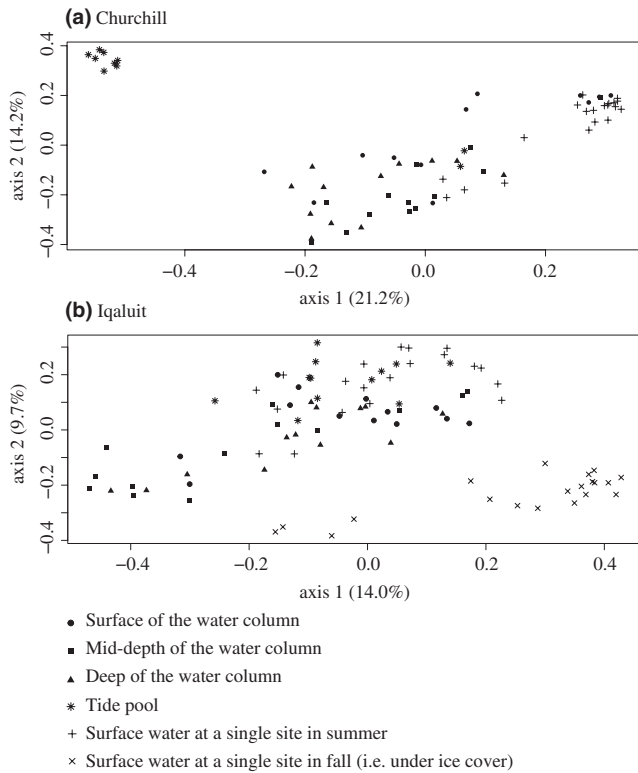 (a) Churchill
axis 2 (14.2%)
0.4
0.2
0.0
−0.2
−0.4
−0.4
−0.2
0.0
0.2
axis 1 (21.2%)
(b) Iqaluit
axis 2 (9.7%)
0.2
0.0
−0.2
−0.4
−0.4
−0.2
0.0
0.2
0.4
axis 1 (14.0%)
Surface of the water column
Mid-depth of the water column
Deep of the water column
Tide pool
Surface water at a single site in summer
Surface water at a single site in fall (i.e. under ice cover)